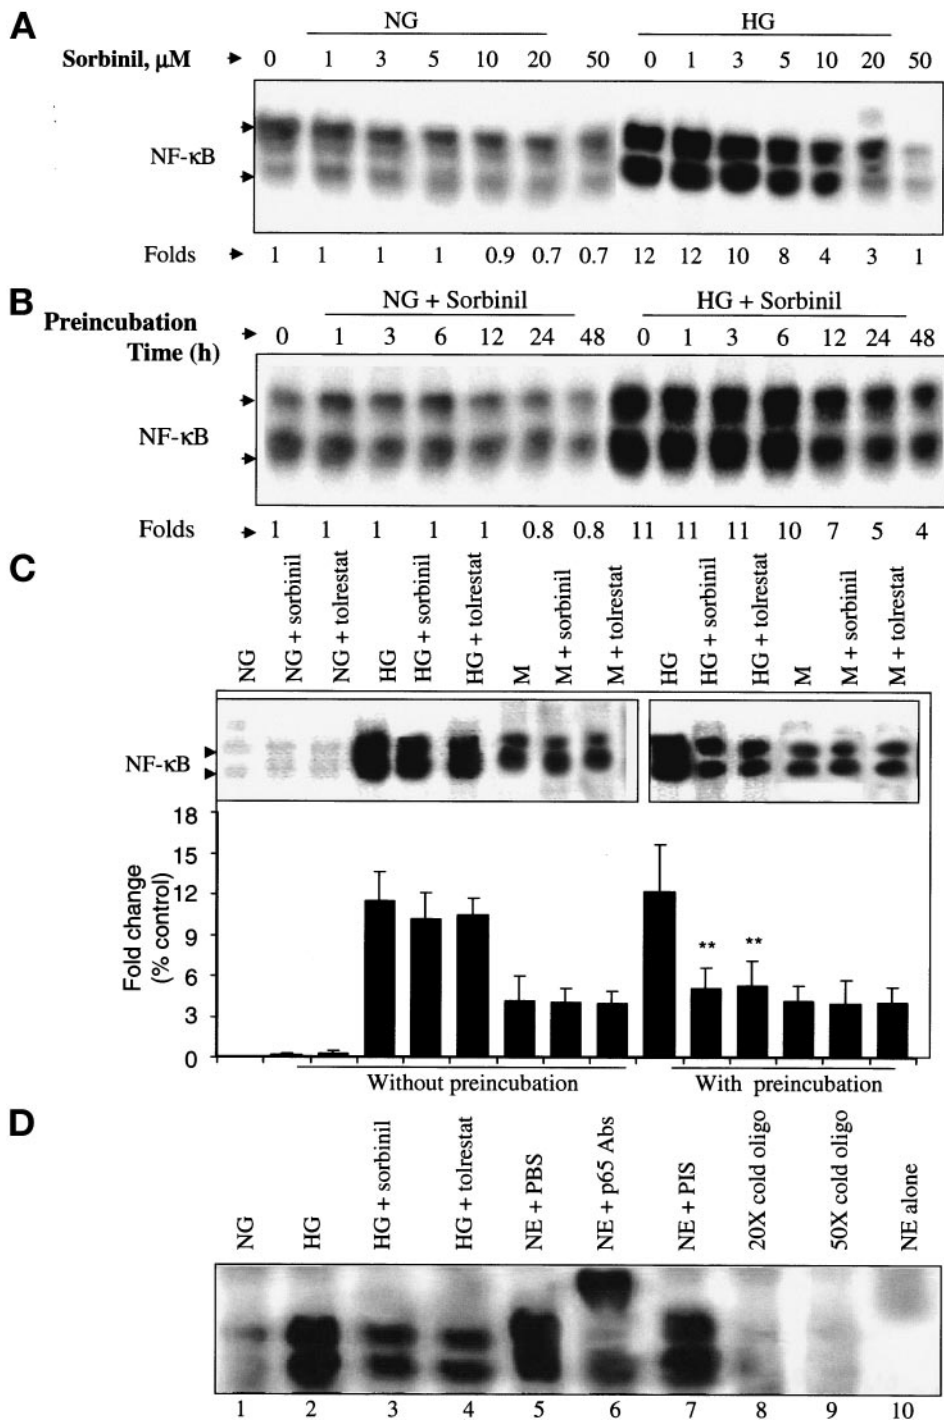 A
NG HG
Sorbinil, μM 0 1 3 5 10 20 50 0 1 3 5 10 20 50
NF-κB
Folds 1 1 1 1 0.9 0.7 0.7 12 12 10 8 4 3 1
B
NG + Sorbinil HG + Sorbinil
Preincubation
Time (h) 0 1 3 6 12 24 48 0 1 3 6 12 24 48
NF-κB
Folds 1 1 1 1 1 0.8 0.8 11 11 11 10 7 5 4
C
NG
NG + sorbinil
NG + tolrestat
HG
HG + sorbinil
HG + tolrestat
M
M + sorbinil
M + tolrestat
HG
HG + sorbinil
HG + tolrestat
M
M + sorbinil
M + tolrestat
NF-κB
Fold change
(% control)
18
15
12
9
6
3
0
** **
Without preincubation With preincubation
D
NG
HG
HG + sorbinil
HG + tolrestat
NE + PBS
NE + p65 Abs
NE + PIS
20X cold oligo
50X cold oligo
NE alone
1 2 3 4 5 6 7 8 9 10